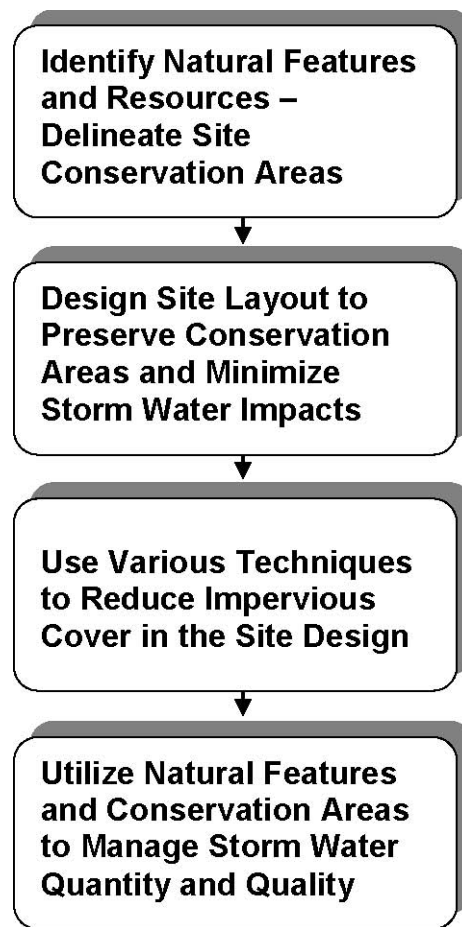 Identify Natural Features
and Resources –
Delineate Site
Conservation Areas
Design Site Layout to
Preserve Conservation
Areas and Minimize
Storm Water Impacts
Use Various Techniques
to Reduce Impervious
Cover in the Site Design
Utilize Natural Features
and Conservation Areas
to Manage Storm Water
Quantity and Quality